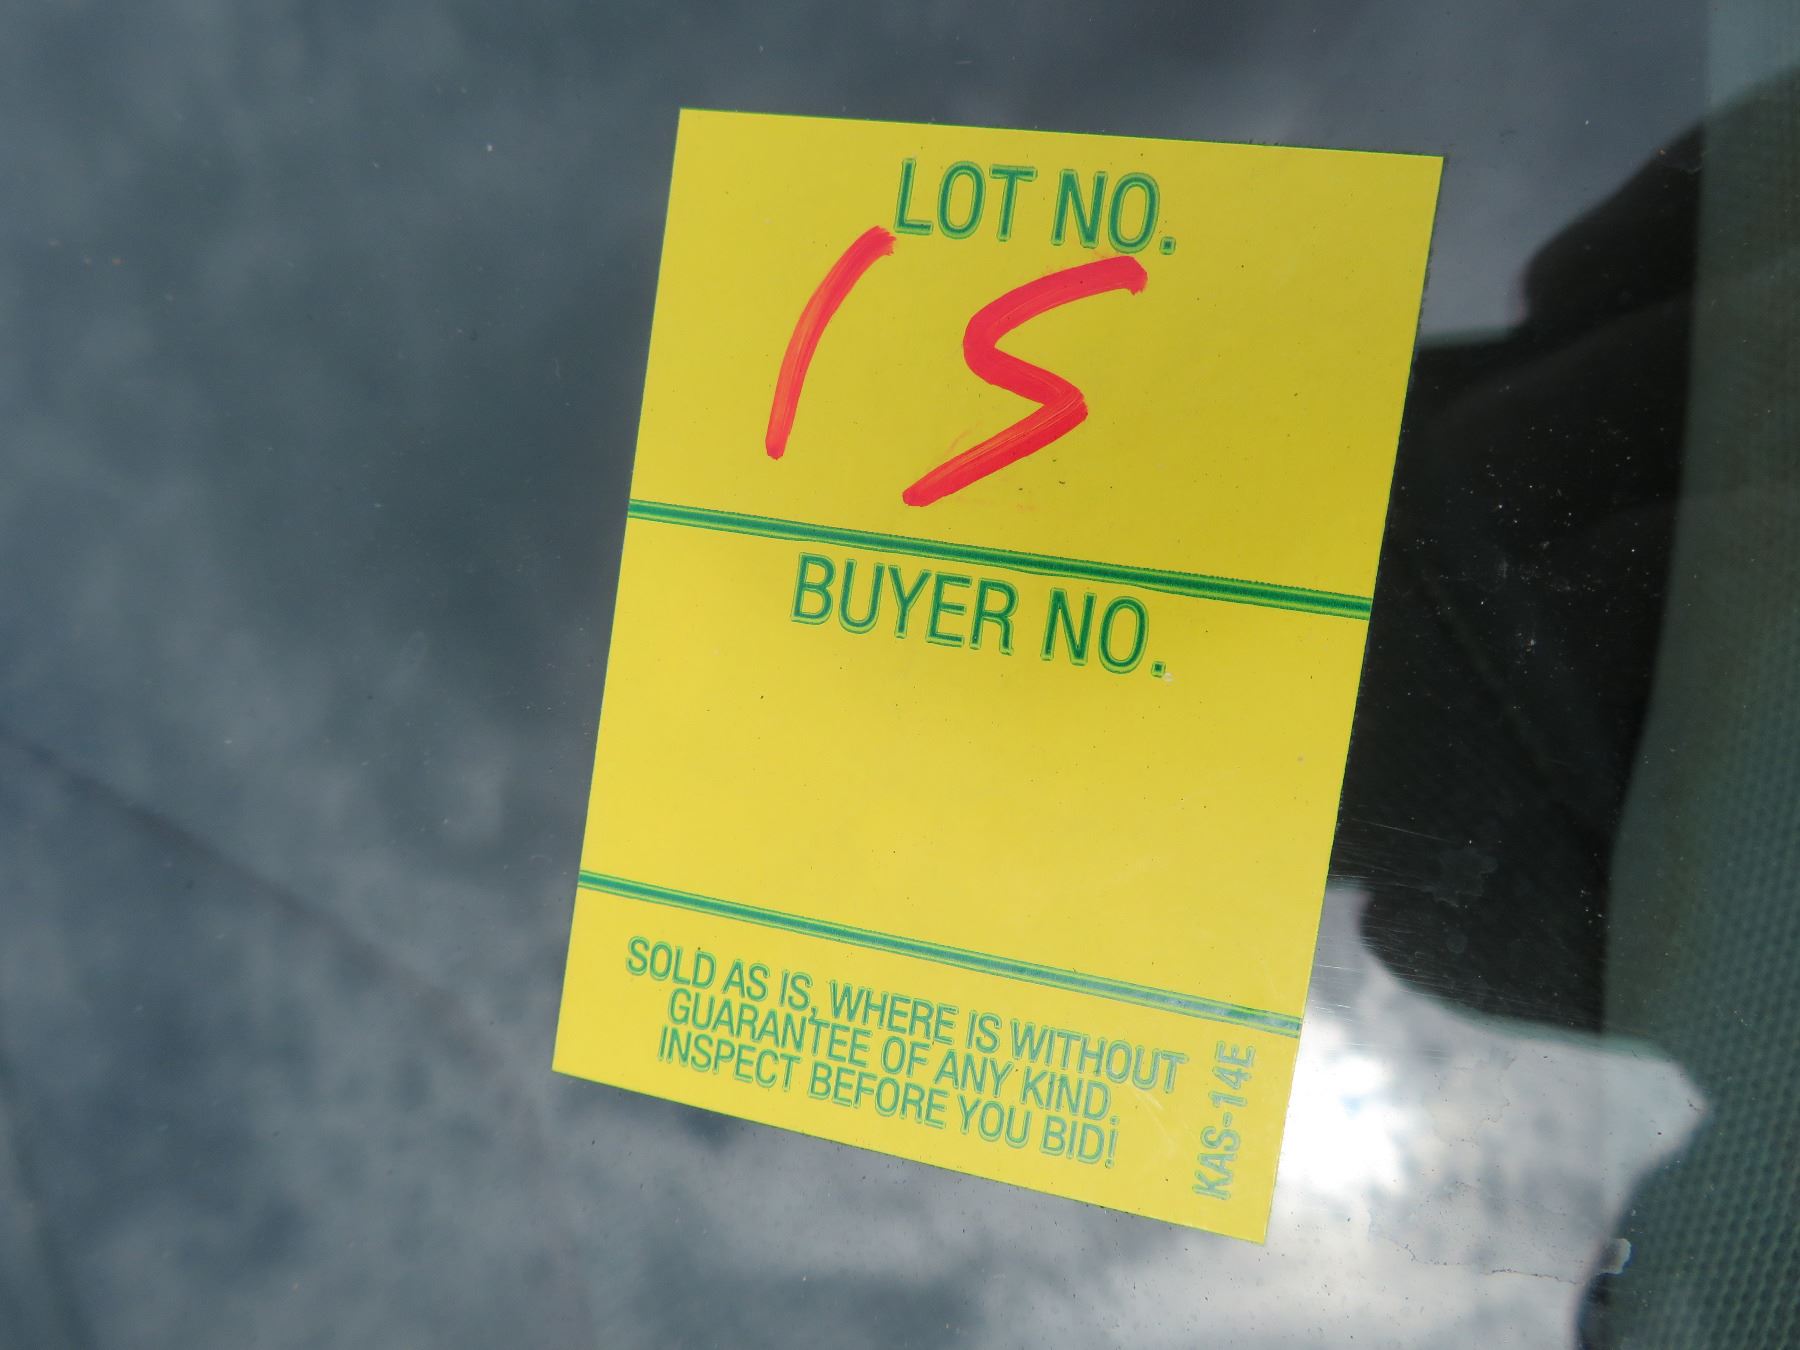 LOT NO.
15
BUYER NO.
SOLD AS IS, WHERE IS WITHOUT
GUARANTEE OF ANY KIND.
INSPECT BEFORE YOU BID!
KAS-14E